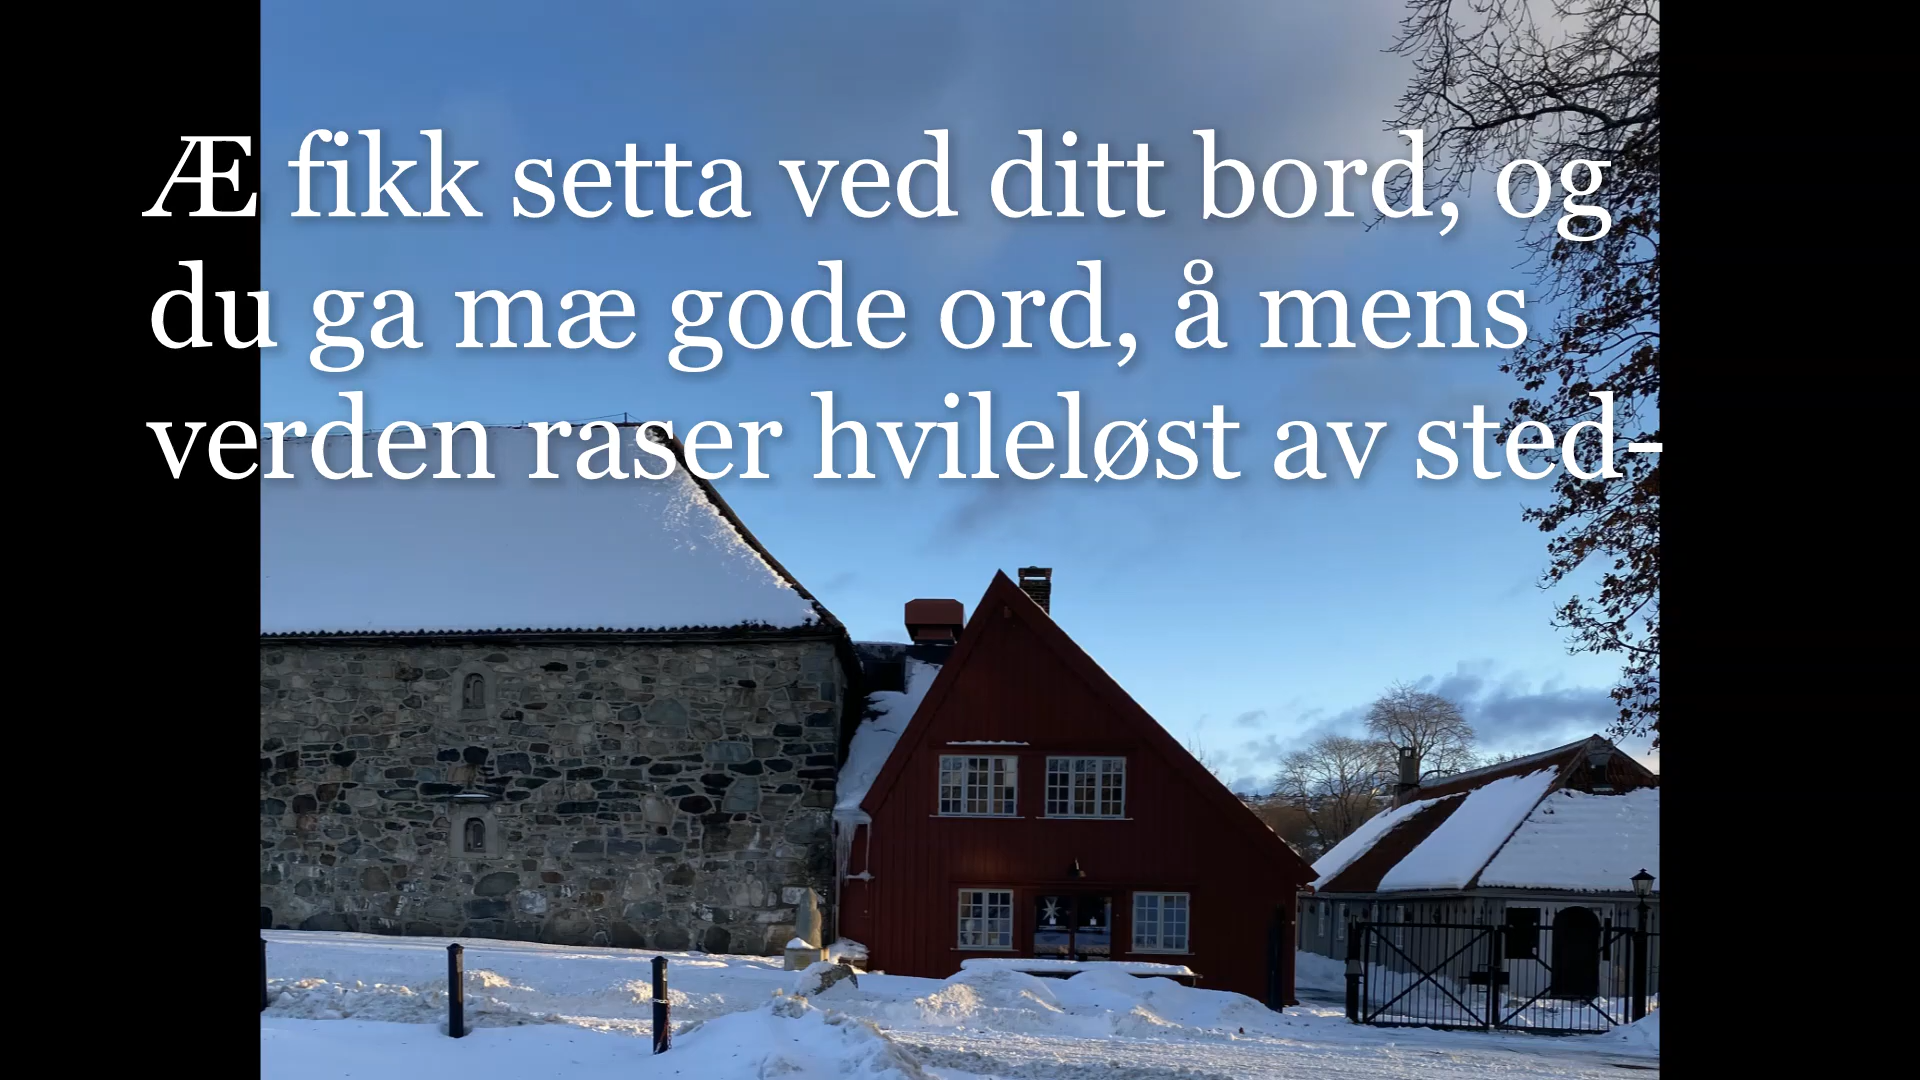 Æ fikk setta ved ditt bord, og
du ga mæ gode ord, å mens
verden raser hvileløst av sted-